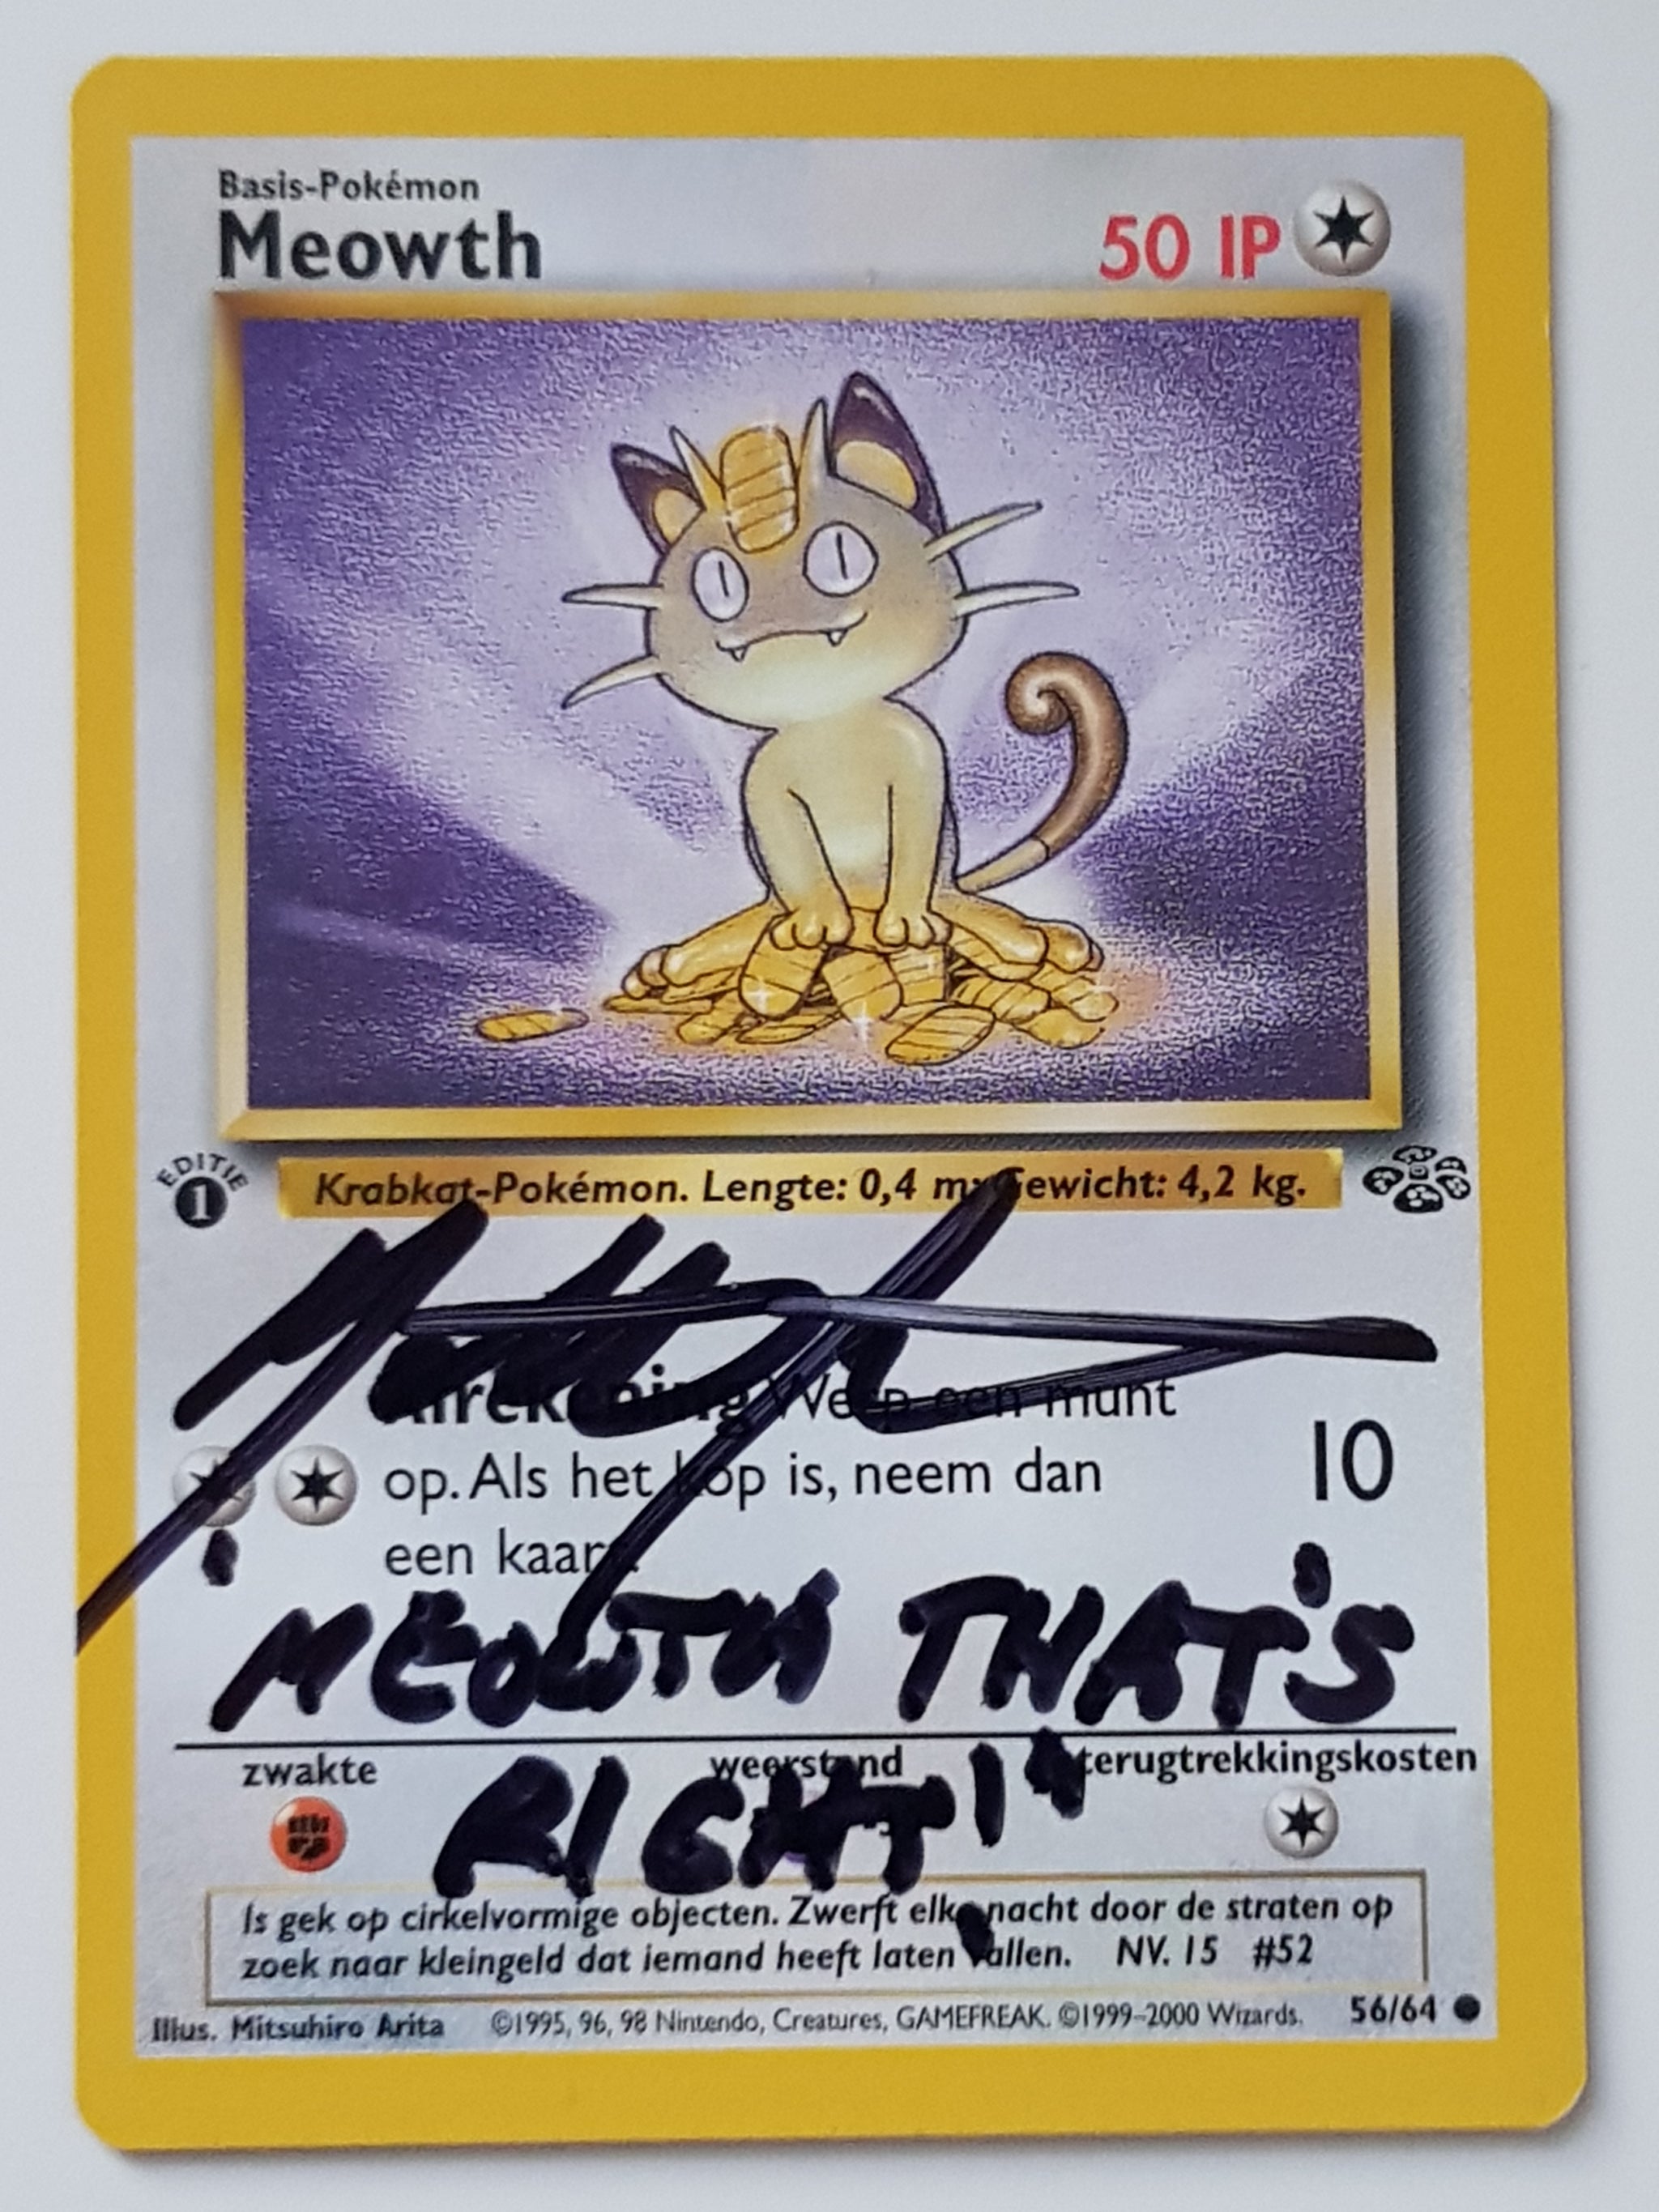 Basis-Pokémon
Meowth
50 IP
EDITIE
1
Krabkat-Pokémon. Lengte: 0,4 m; Gewicht: 4,2 kg.
Werp een munt
op. Als het kop is, neem dan
een kaart.
10
"MEOWTH THAT'S
RIGHT!"
zwakte
weerstand
terugtrekkingskosten
Is gek op cirkelvormige objecten. Zwerft elke nacht door de straten op
zoek naar kleingeld dat iemand heeft laten vallen. NV. 15 #52
Illus. Mitsuhiro Arita
©1995, 96, 98 Nintendo, Creatures, GAMEFREAK. ©1999-2000 Wizards.
56/64